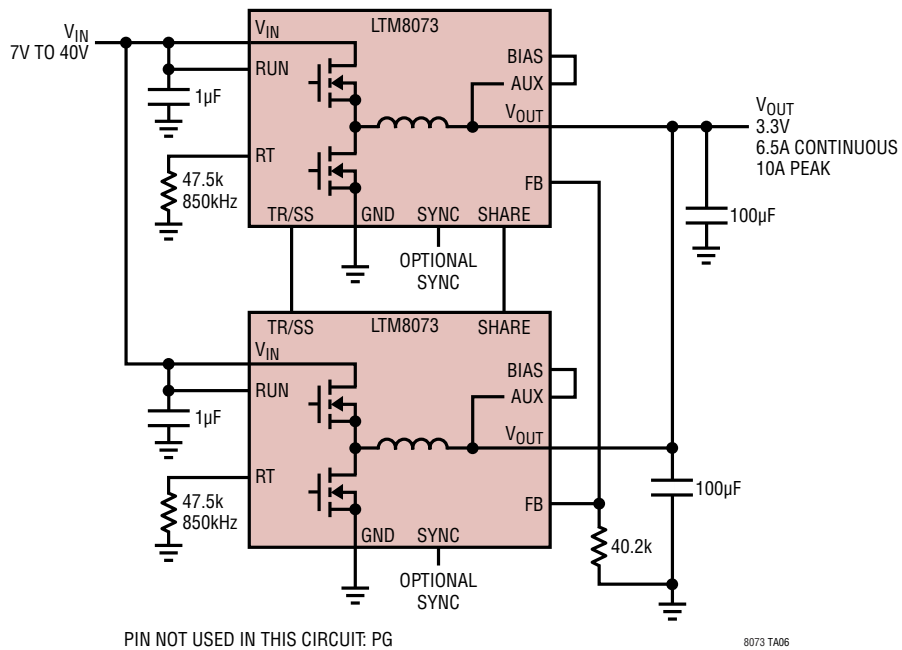 LTM8073
VIN
7V TO 40V
VIN
RUN
1µF
BIAS
AUX
VOUT
VOUT
3.3V
6.5A CONTINUOUS
10A PEAK
RT
47.5k
850kHz
FB
TR/SS
GND
SYNC
SHARE
100µF
OPTIONAL
SYNC
TR/SS
LTM8073
SHARE
VIN
RUN
1µF
BIAS
AUX
VOUT
RT
47.5k
850kHz
FB
100µF
GND
SYNC
40.2k
OPTIONAL
SYNC
PIN NOT USED IN THIS CIRCUIT: PG
8073 TA06